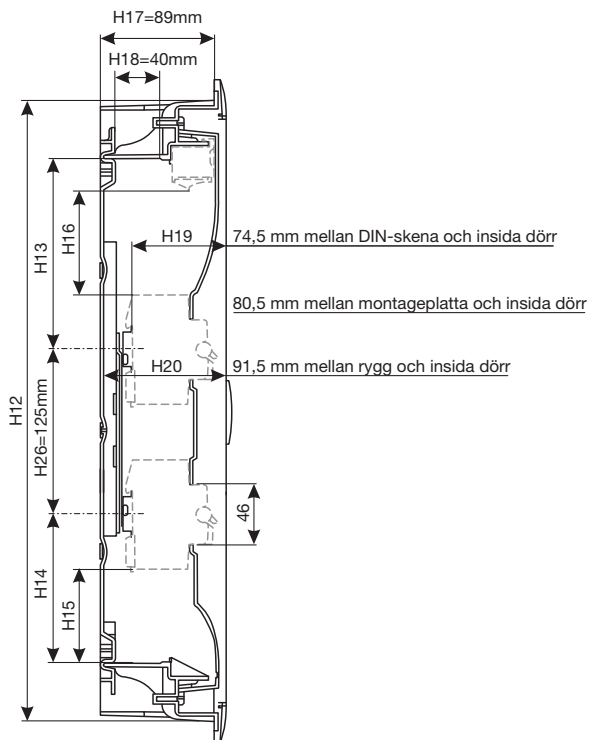 H17=89mm
H18=40mm
H19
74,5 mm mellan DIN-skena och insida dörr
H16
H13
80,5 mm mellan montageplatta och insida dörr
H20
91,5 mm mellan rygg och insida dörr
H12
H26=125mm
46
H14
H15